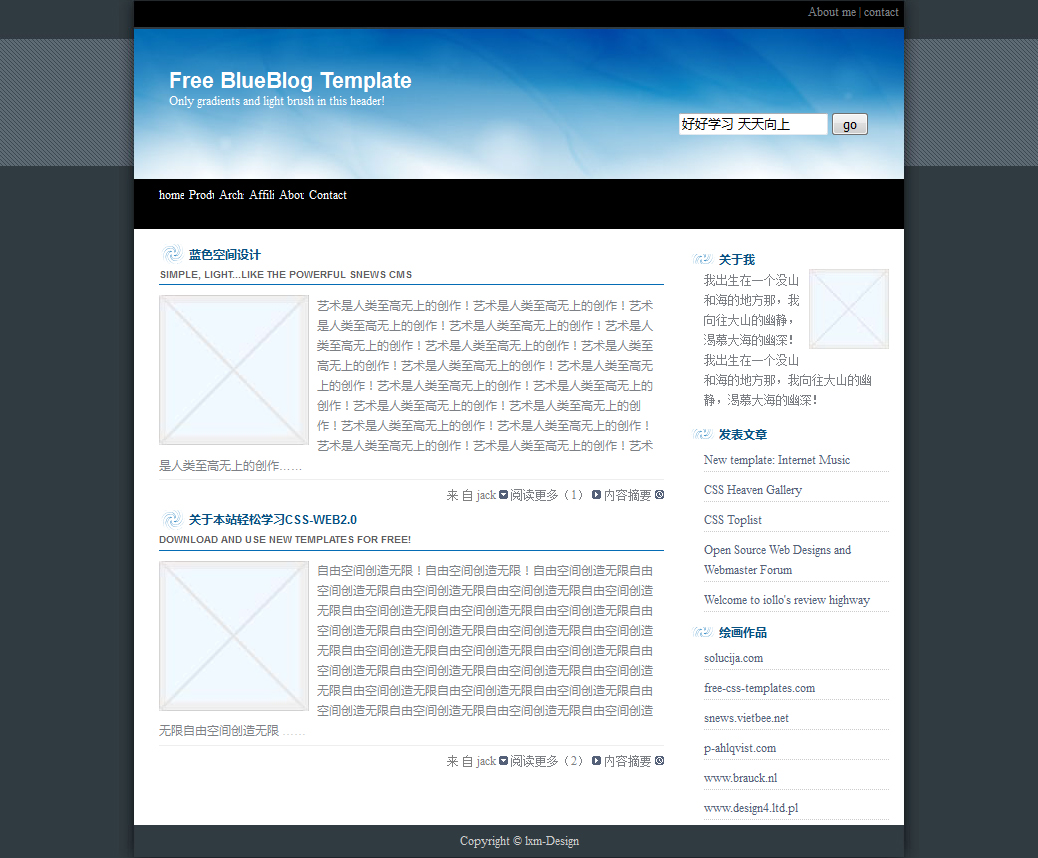 About me | contact
Free BlueBlog Template
Only gradients and light brush in this header!
好好学习 天天向上 go
home Produ Archi Affili Abou Contact
蓝色空间设计
SIMPLE, LIGHT...LIKE THE POWERFUL SNEWS CMS
艺术是人类至高无上的创作！艺术是人类至高无上的创作！艺术
是人类至高无上的创作！艺术是人类至高无上的创作！艺术是人
类至高无上的创作！艺术是人类至高无上的创作！艺术是人类至
高无上的创作！艺术是人类至高无上的创作！艺术是人类至高无
上的创作！艺术是人类至高无上的创作！艺术是人类至高无上的
创作！艺术是人类至高无上的创作！艺术是人类至高无上的创
作！艺术是人类至高无上的创作！艺术是人类至高无上的创作！
艺术是人类至高无上的创作！艺术是人类至高无上的创作！艺术
是人类至高无上的创作……
来 自 jack 阅读更多（1） 内容摘要
关于本站轻松学习CSS-WEB2.0
DOWNLOAD AND USE NEW TEMPLATES FOR FREE!
自由空间创造无限！自由空间创造无限！自由空间创造无限自由
空间创造无限自由空间创造无限自由空间创造无限自由空间创造
无限自由空间创造无限自由空间创造无限自由空间创造无限自由
空间创造无限自由空间创造无限自由空间创造无限自由空间创造
无限自由空间创造无限自由空间创造无限自由空间创造无限自由
空间创造无限自由空间创造无限自由空间创造无限自由空间创造
无限自由空间创造无限自由空间创造无限自由空间创造无限自由
空间创造无限自由空间创造无限自由空间创造无限自由空间创造
无限自由空间创造无限 ……
来 自 jack 阅读更多（2） 内容摘要
关于我
我出生在一个没山
和海的地方那，我
向往大山的幽静，
渴慕大海的幽深！
我出生在一个没山
和海的地方那，我向往大山的幽
静，渴慕大海的幽深！
发表文章
New template: Internet Music
CSS Heaven Gallery
CSS Toplist
Open Source Web Designs and
Webmaster Forum
Welcome to iollo's review highway
绘画作品
solucija.com
free-css-templates.com
snews.vietbee.net
p-ahlqvist.com
www.brauck.nl
www.design4.ltd.pl
Copyright © lxm-Design